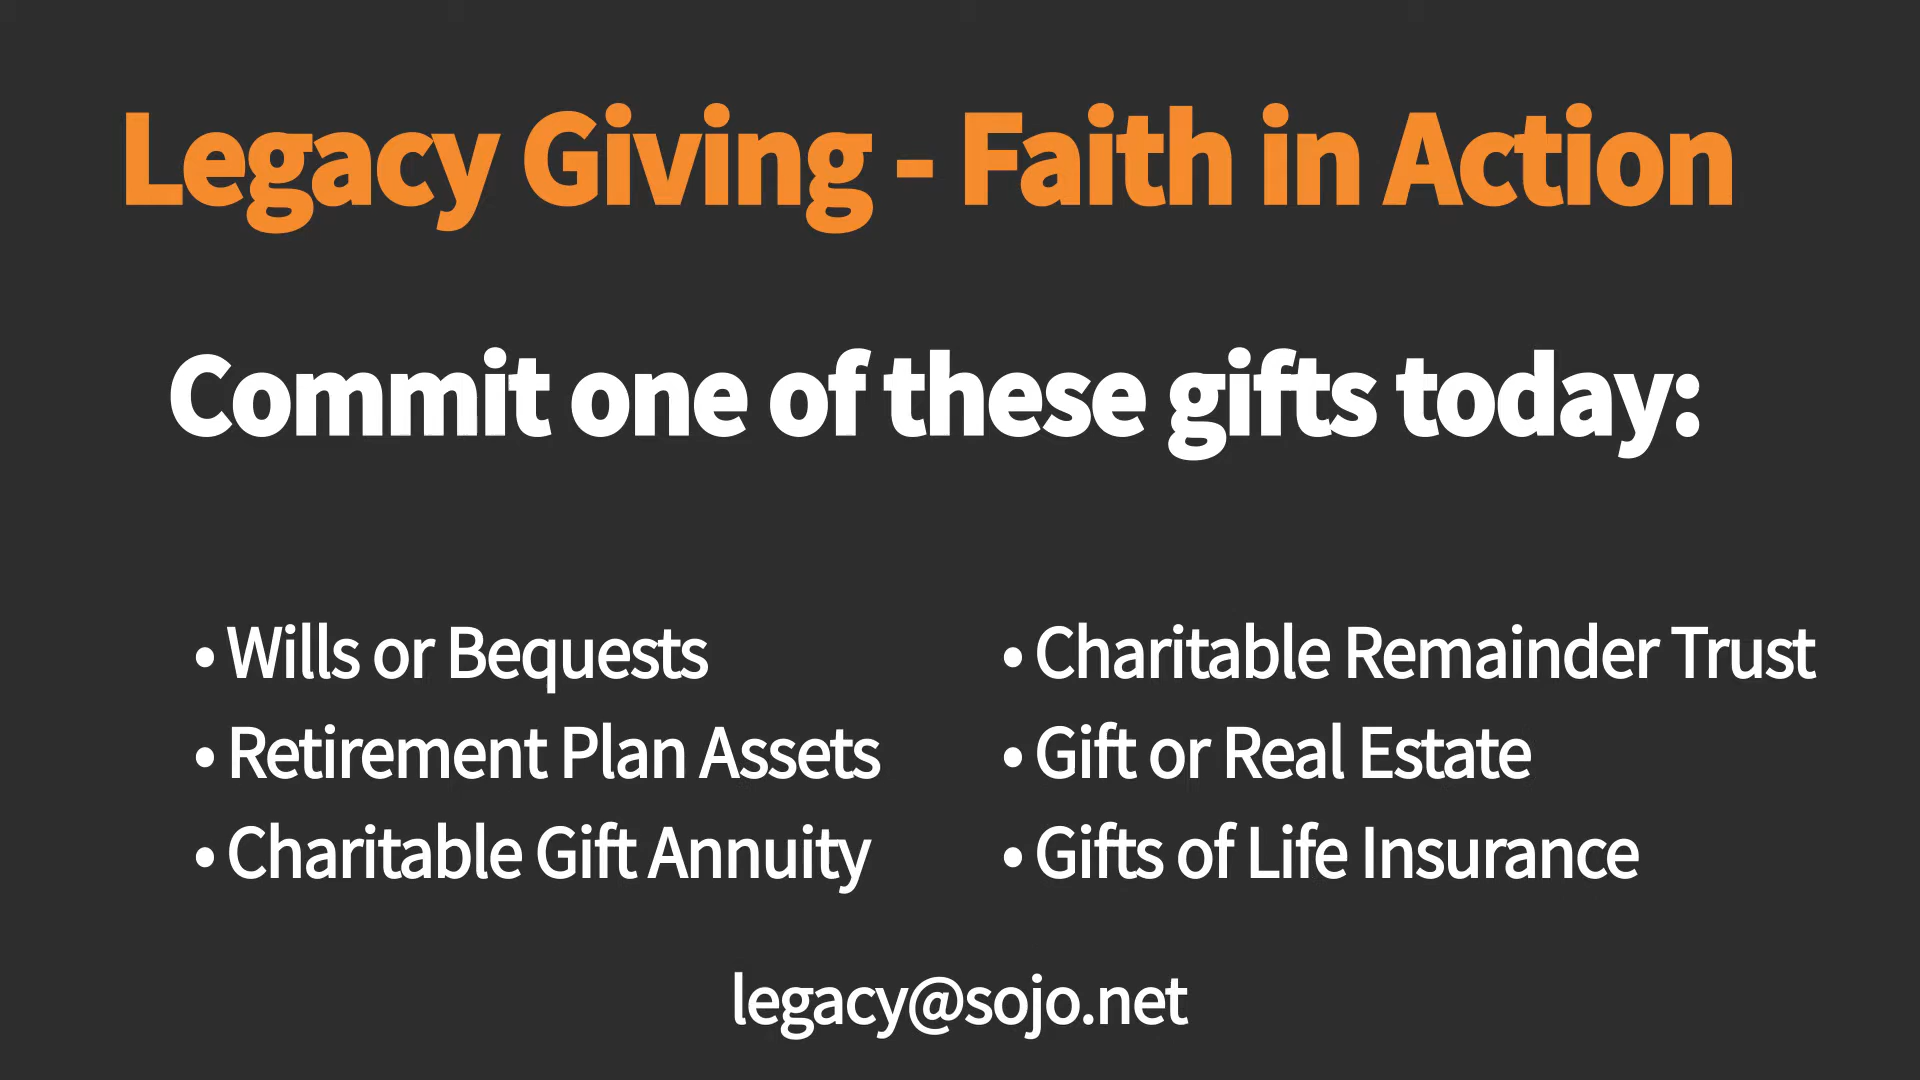 Legacy Giving - Faith in Action
Commit one of these gifts today:
• Wills or Bequests
• Retirement Plan Assets
• Charitable Gift Annuity
• Charitable Remainder Trust
• Gift or Real Estate
• Gifts of Life Insurance
legacy@sojo.net